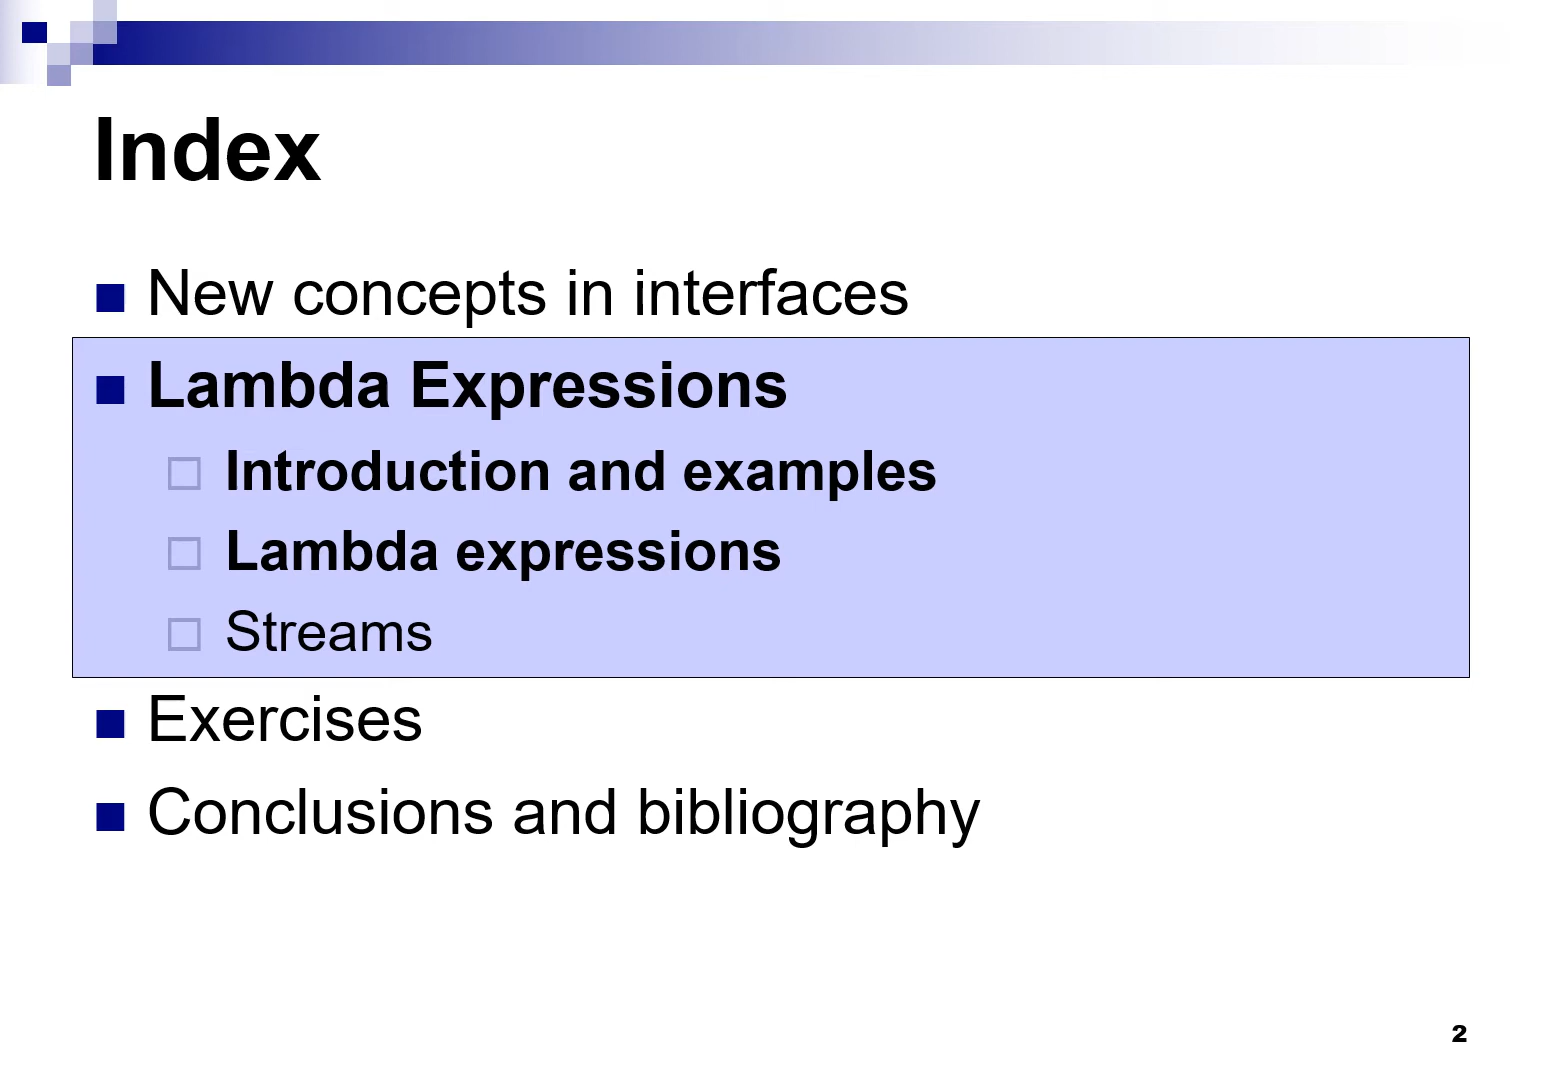 Index
New concepts in interfaces
Lambda Expressions
Introduction and examples
Lambda expressions
Streams
Exercises
Conclusions and bibliography
2